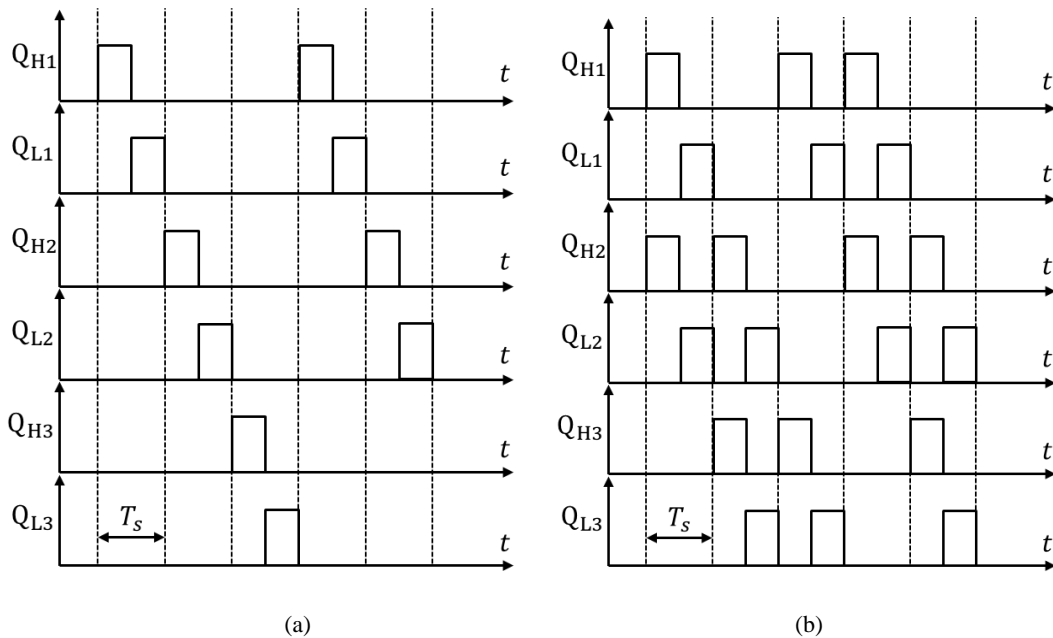 Q_H1 t
Q_L1 t
Q_H2 t
Q_L2 t
Q_H3 t
Q_L3 T_s t
(a)
Q_H1 t
Q_L1 t
Q_H2 t
Q_L2 t
Q_H3 t
Q_L3 T_s t
(b)